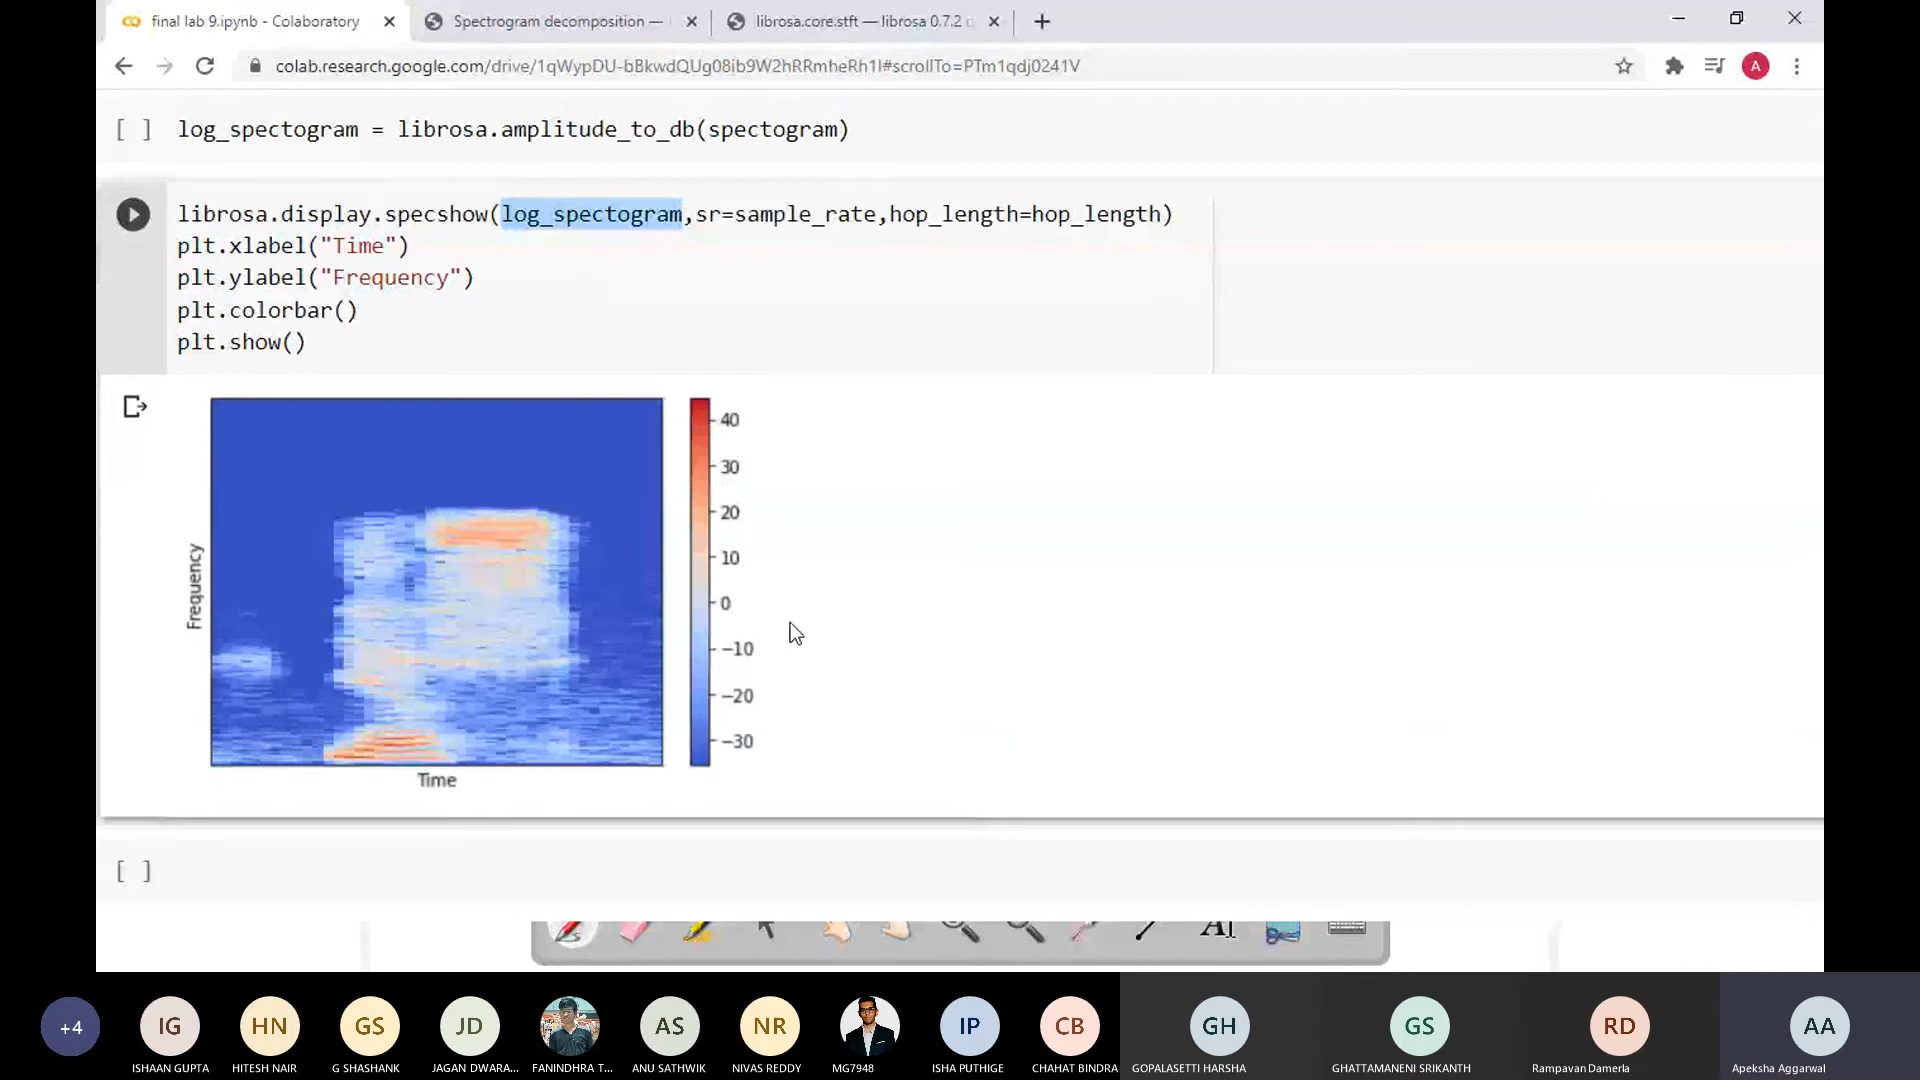 final lab 9.ipynb - Colaboratory
Spectrogram decomposition —
librosa.core.stft — librosa 0.7.2
colab.research.google.com/drive/1qWypDU-bBkwdQUg08ib9W2hRRmheRh1I#scrollTo=PTm1qdj0241V
A
[ ] log_spectogram = librosa.amplitude_to_db(spectogram)
librosa.display.specshow(log_spectogram,sr=sample_rate,hop_length=hop_length)
plt.xlabel("Time")
plt.ylabel("Frequency")
plt.colorbar()
plt.show()
40
30
20
10
0
−10
−20
−30
Frequency
Time
[ ]
AI
+4
IG
HN
GS
JD
AS
NR
IP
CB
GH
GS
RD
AA
ISHAAN GUPTA
HITESH NAIR
G SHASHANK
JAGAN DWARA...
FANINDHRA T...
ANU SATHWIK
NIVAS REDDY
MG7948
ISHA PUTHIGE
CHAHAT BINDRA
GOPALASETTI HARSHA
GHATTAMANENI SRIKANTH
Rampavan Damerla
Apeksha Aggarwal